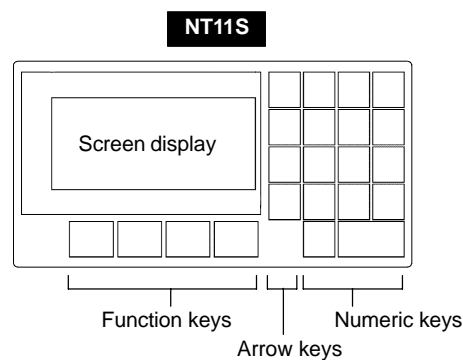 NT11S
Screen display
Function keys
Numeric keys
Arrow keys